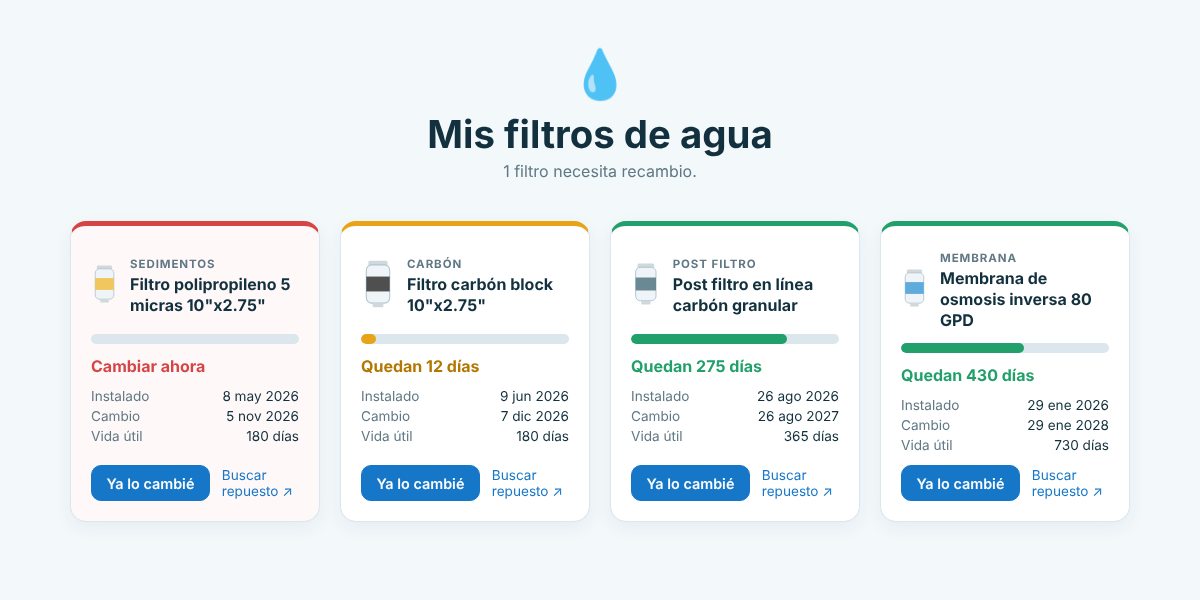 Mis filtros de agua
1 filtro necesita recambio.
SEDIMENTOS
Filtro polipropileno 5
micras 10"x2.75"
Cambiar ahora
Instalado 8 may 2026
Cambio 5 nov 2026
Vida útil 180 días
Ya lo cambié
Buscar
repuesto ↗
CARBÓN
Filtro carbón block
10"x2.75"
Quedan 12 días
Instalado 9 jun 2026
Cambio 7 dic 2026
Vida útil 180 días
Ya lo cambié
Buscar
repuesto ↗
POST FILTRO
Post filtro en línea
carbón granular
Quedan 275 días
Instalado 26 ago 2026
Cambio 26 ago 2027
Vida útil 365 días
Ya lo cambié
Buscar
repuesto ↗
MEMBRANA
Membrana de
osmosis inversa 80
GPD
Quedan 430 días
Instalado 29 ene 2026
Cambio 29 ene 2028
Vida útil 730 días
Ya lo cambié
Buscar
repuesto ↗